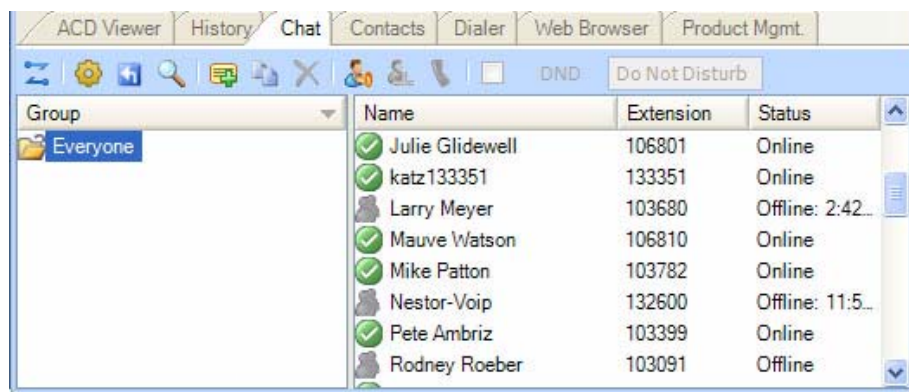 ACD Viewer History Chat Contacts Dialer Web Browser Product Mgmt.
DND Do Not Disturb
Group Name Extension Status
Everyone Julie Glidewell 106801 Online
katz133351 133351 Online
Larry Meyer 103680 Offline: 2:42...
Mauve Watson 106810 Online
Mike Patton 103782 Online
Nestor-Voip 132600 Offline: 11:5...
Pete Ambriz 103399 Online
Rodney Roeber 103091 Offline